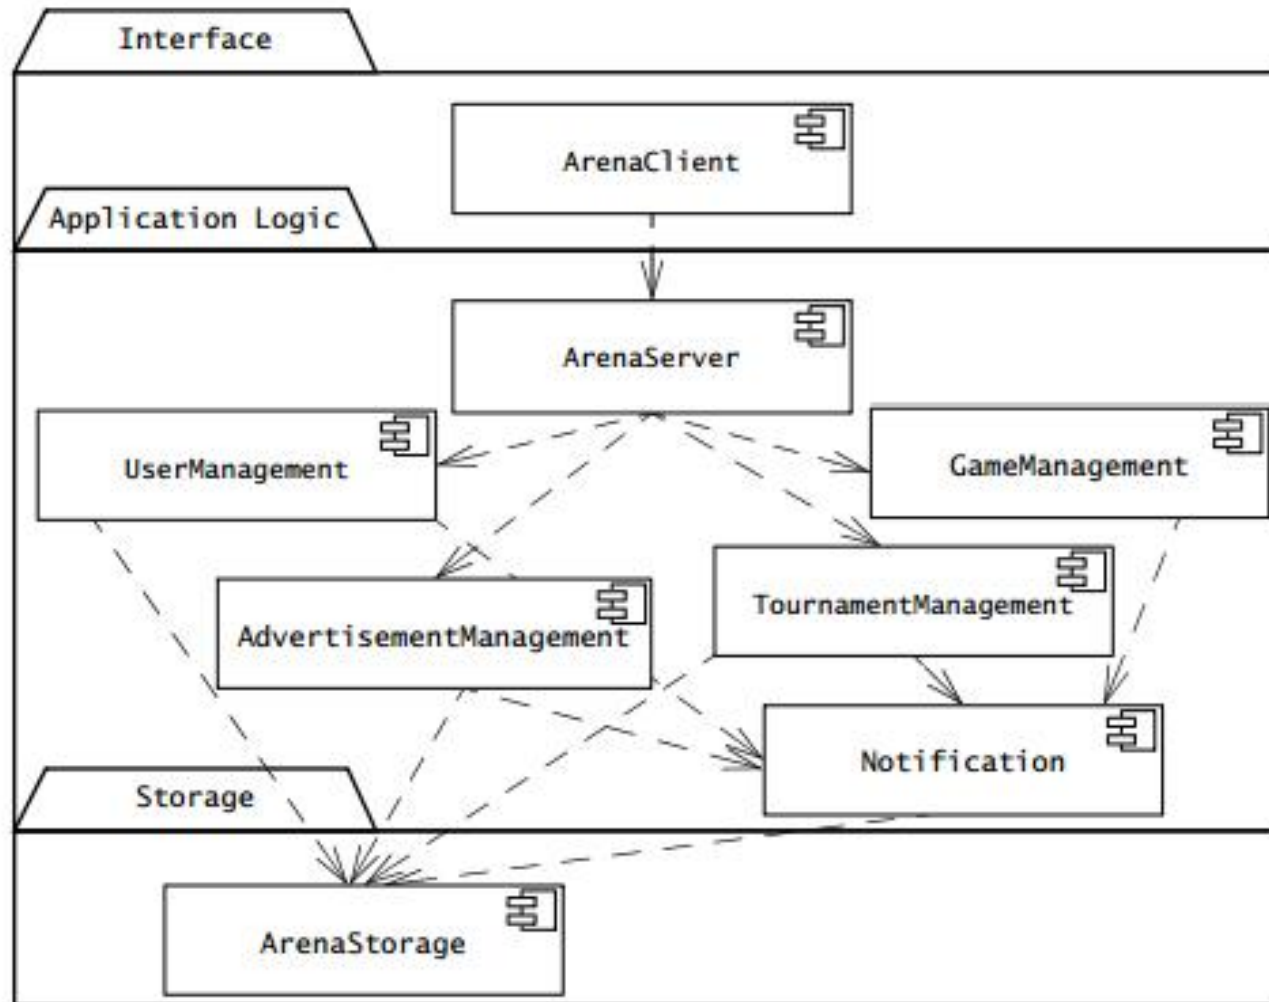 Interface
ArenaClient
Application Logic
ArenaServer
UserManagement
GameManagement
AdvertisementManagement
TournamentManagement
Notification
Storage
ArenaStorage